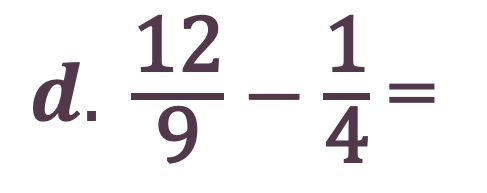 d. 12/9 − 1/4 =